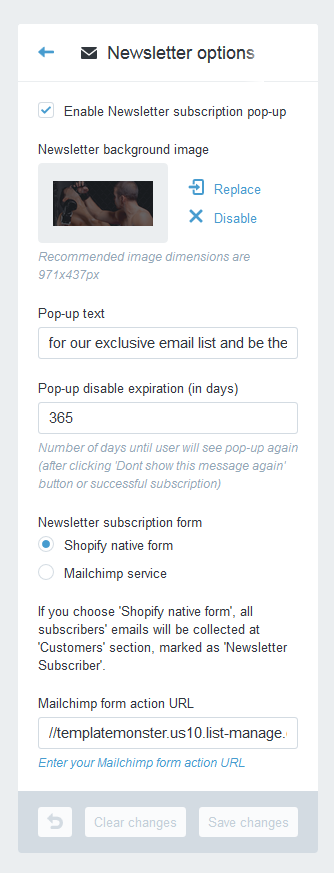 Newsletter options
Enable Newsletter subscription pop-up
Newsletter background image
Replace
Disable
Recommended image dimensions are
971x437px
Pop-up text
for our exclusive email list and be the
Pop-up disable expiration (in days)
365
Number of days until user will see pop-up again
(after clicking 'Dont show this message again'
button or successful subscription)
Newsletter subscription form
Shopify native form
Mailchimp service
If you choose 'Shopify native form', all
subscribers' emails will be collected at
'Customers' section, marked as 'Newsletter
Subscriber'.
Mailchimp form action URL
//templatemonster.us10.list-manage.
Enter your Mailchimp form action URL
Clear changes
Save changes